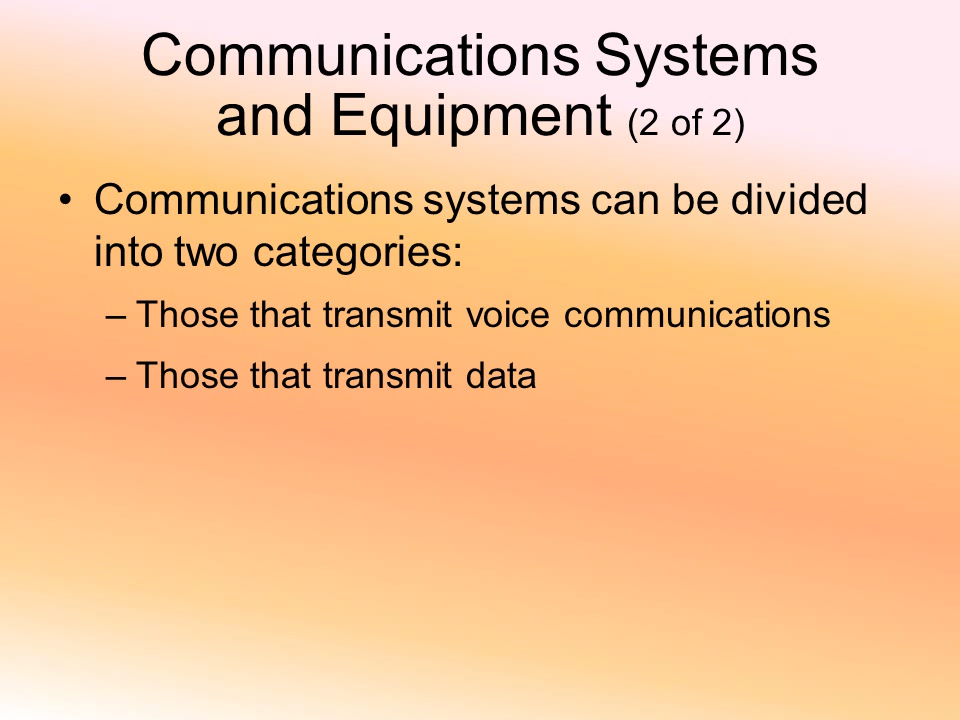 Communications Systems
and Equipment (2 of 2)
• Communications systems can be divided
into two categories:
– Those that transmit voice communications
– Those that transmit data